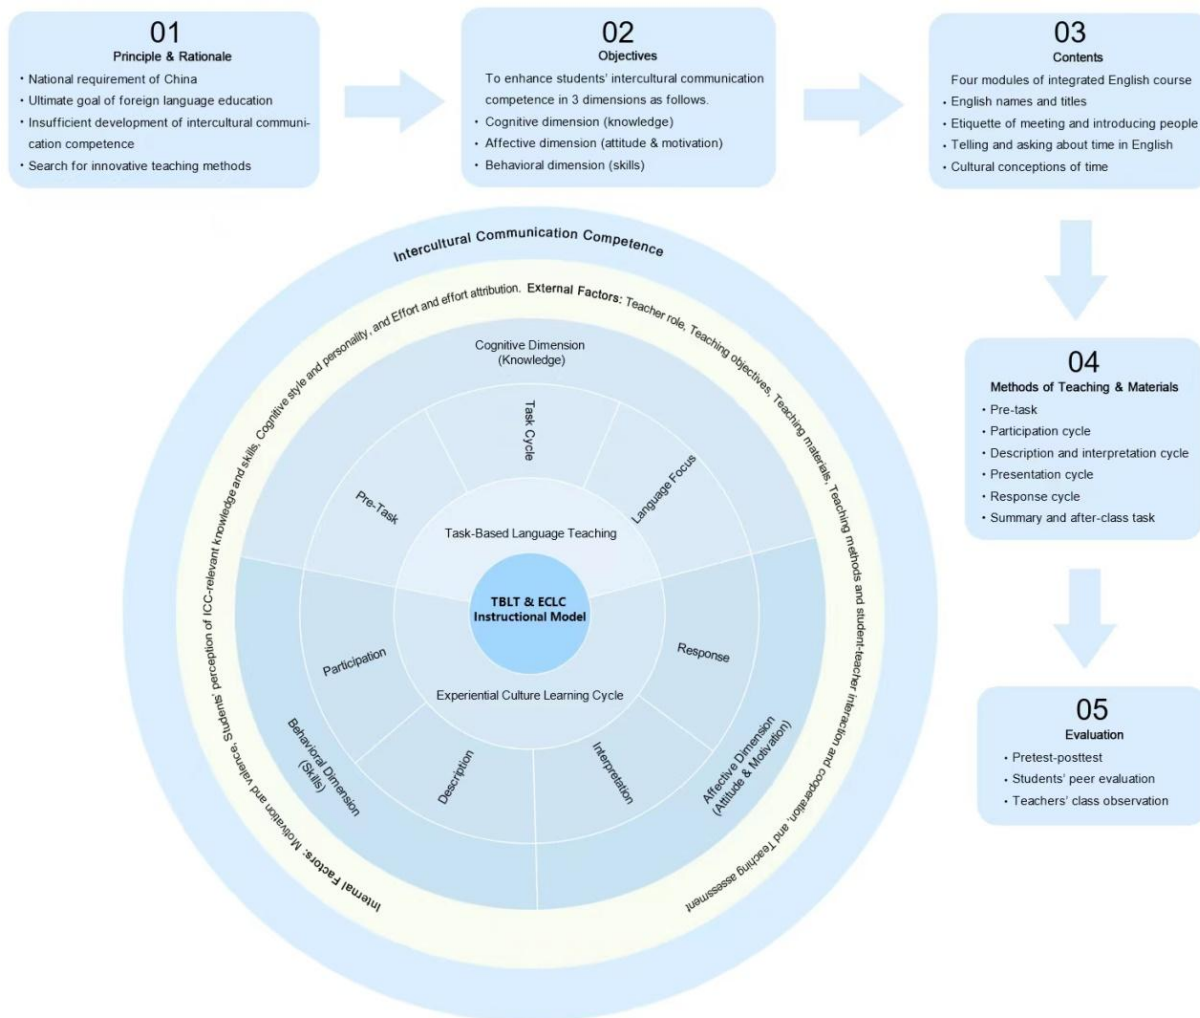 01
Principle & Rationale
• National requirement of China
• Ultimate goal of foreign language education
• Insufficient development of intercultural communi-
cation competence
• Search for innovative teaching methods
02
Objectives
To enhance students' intercultural communication
competence in 3 dimensions as follows.
• Cognitive dimension (knowledge)
• Affective dimension (attitude & motivation)
• Behavioral dimension (skills)
03
Contents
Four modules of integrated English course
• English names and titles
• Etiquette of meeting and introducing people
• Telling and asking about time in English
• Cultural conceptions of time
04
Methods of Teaching & Materials
• Pre-task
• Participation cycle
• Description and interpretation cycle
• Presentation cycle
• Response cycle
• Summary and after-class task
05
Evaluation
• Pretest-posttest
• Students' peer evaluation
• Teachers' class observation
Intercultural Communication Competence
Internal Factors: Motivation and valence, Students' perception of ICC-relevant knowledge and skills, Cognitive style and personality, and Effort and effort attribution.
External Factors: Teacher role, Teaching objectives, Teaching materials, Teaching methods and student-teacher interaction and cooperation, and Teaching assessment
Cognitive Dimension
(Knowledge)
Pre-Task
Task Cycle
Language Focus
Task-Based Language Teaching
TBLT & ECLC
Instructional Model
Experiential Culture Learning Cycle
Participation
Description
Interpretation
Response
Behavioral Dimension
(Skills)
Affective Dimension
(Attitude & Motivation)